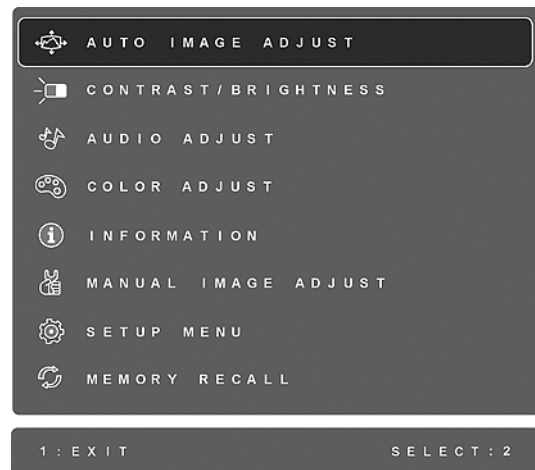 AUTO IMAGE ADJUST
CONTRAST/BRIGHTNESS
AUDIO ADJUST
COLOR ADJUST
INFORMATION
MANUAL IMAGE ADJUST
SETUP MENU
MEMORY RECALL
1:EXIT SELECT:2